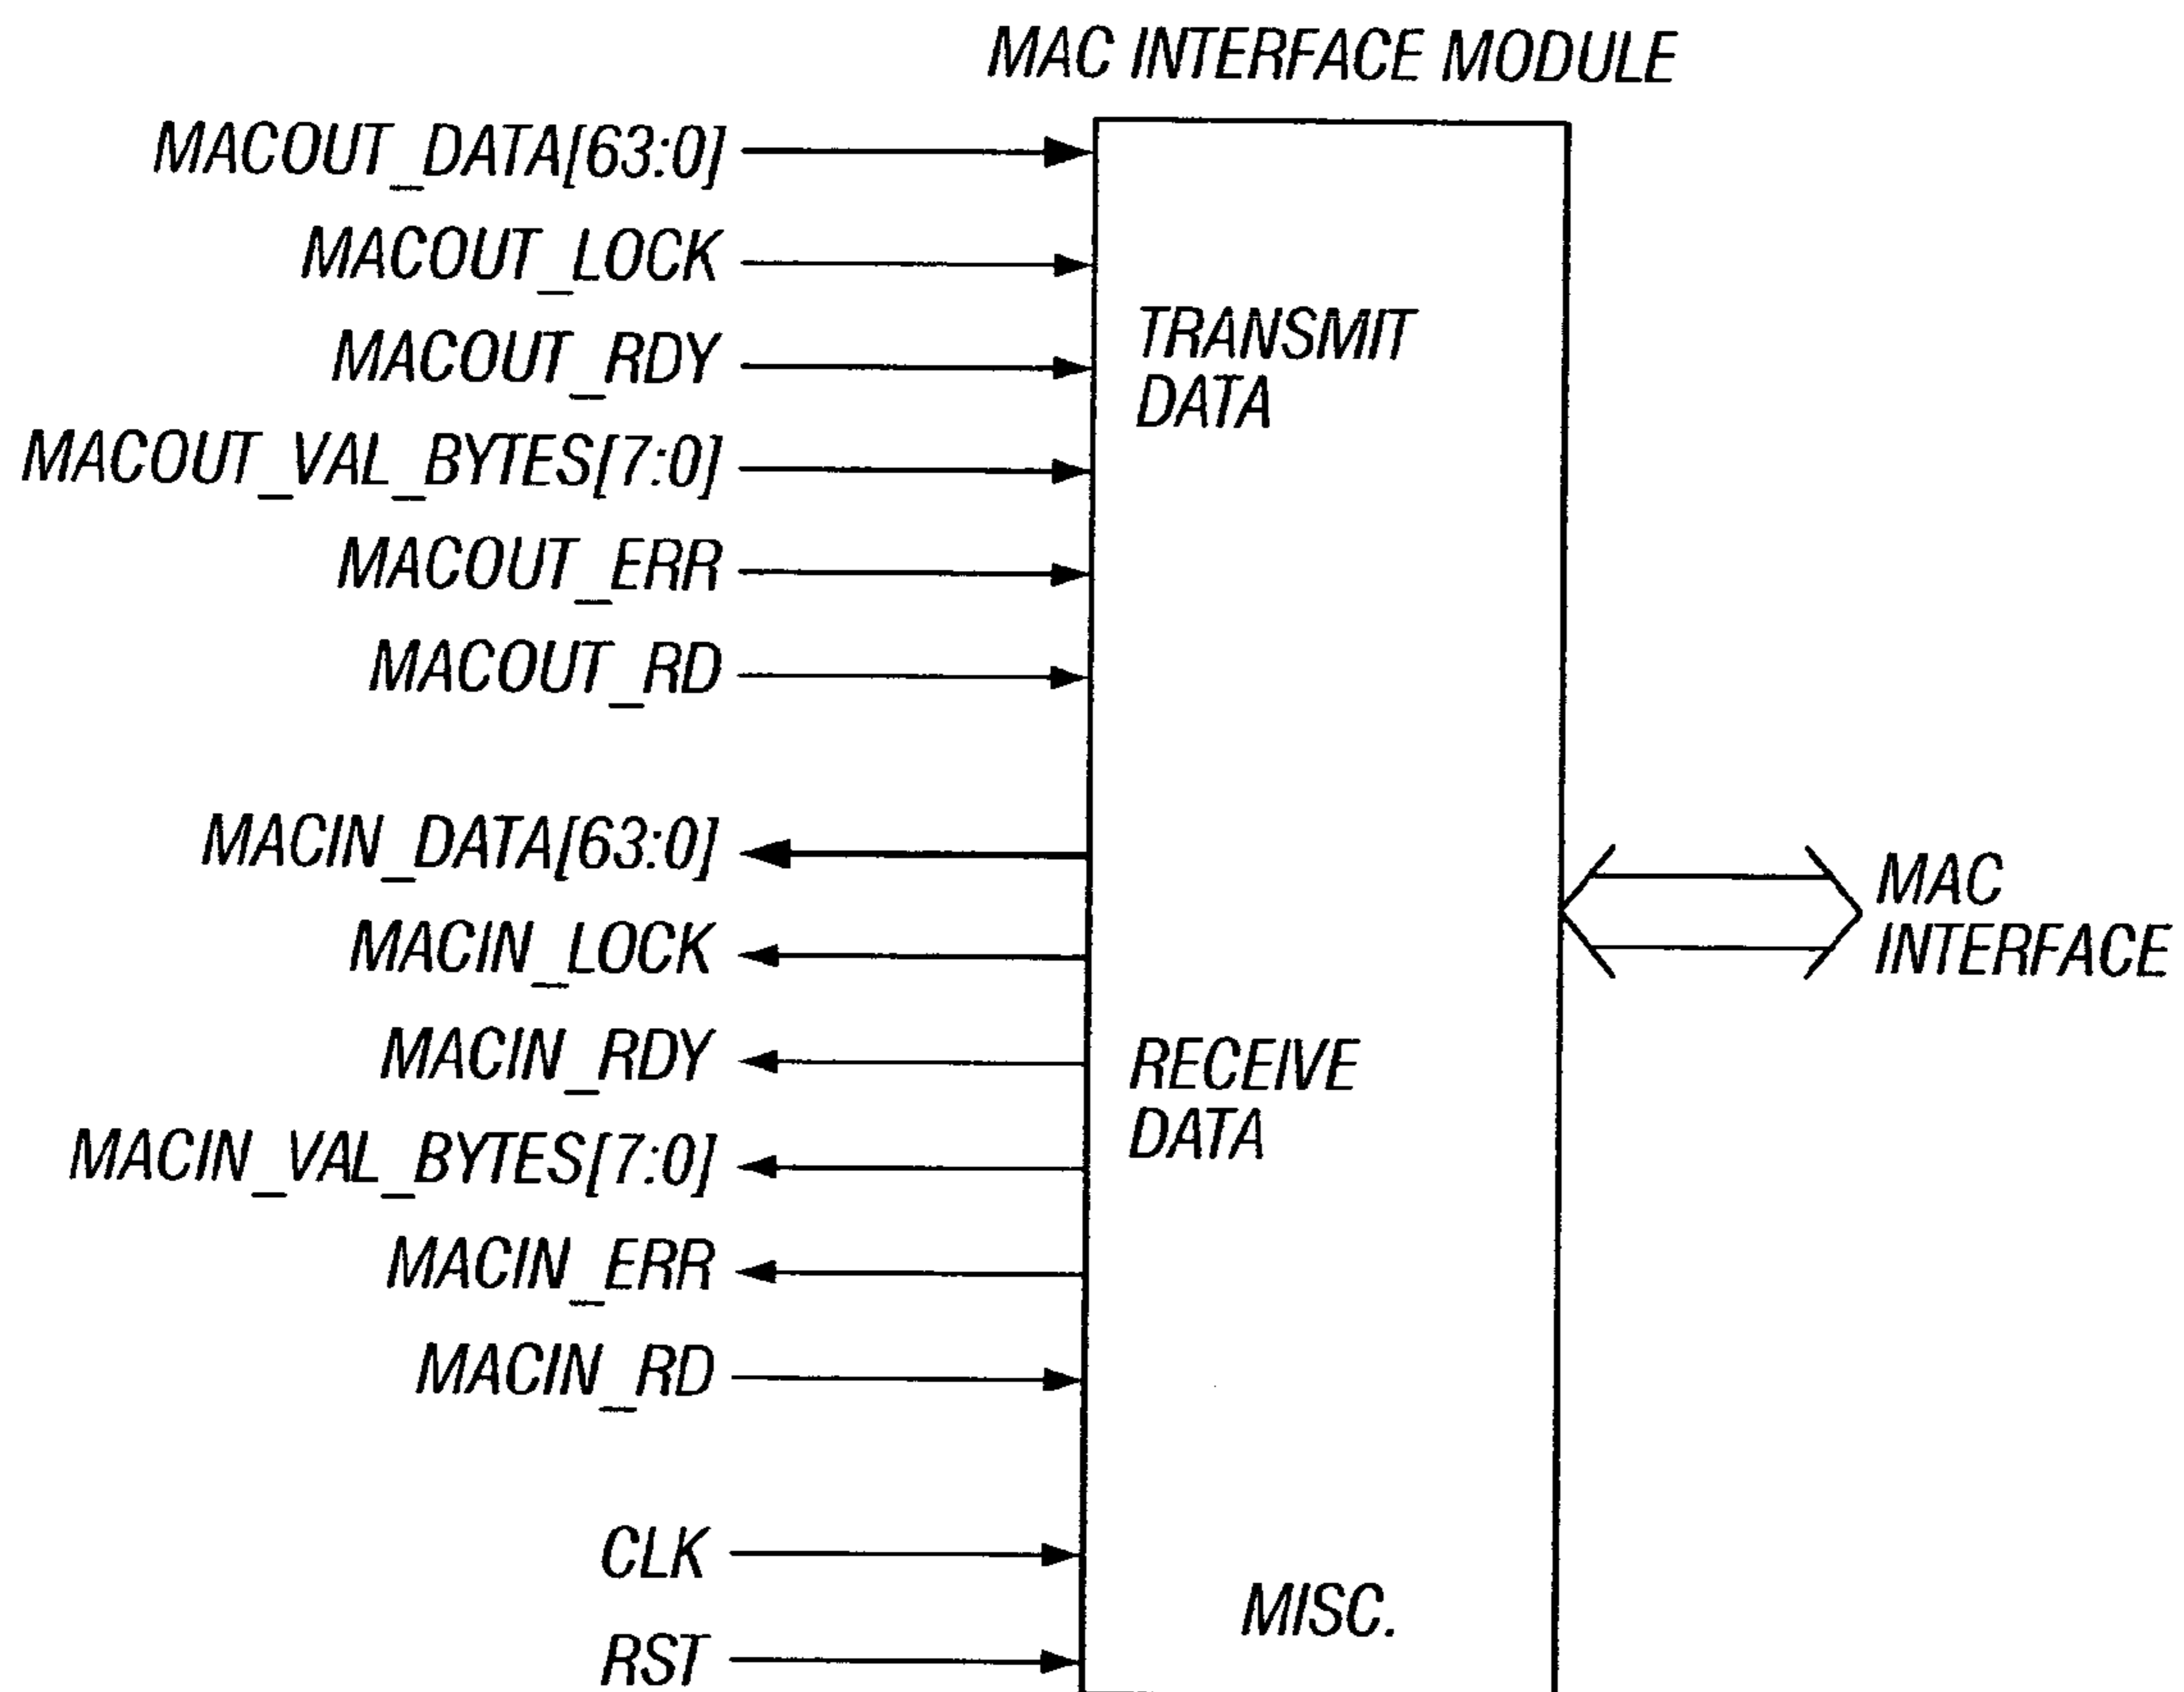 MAC INTERFACE MODULE
MACOUT_DATA[63:0]
MACOUT_LOCK
MACOUT_RDY
MACOUT_VAL_BYTES[7:0]
MACOUT_ERR
MACOUT_RD
TRANSMIT
DATA
MACIN_DATA[63:0]
MACIN_LOCK
MACIN_RDY
MACIN_VAL_BYTES[7:0]
MACIN_ERR
MACIN_RD
RECEIVE
DATA
MAC
INTERFACE
CLK
RST
MISC.